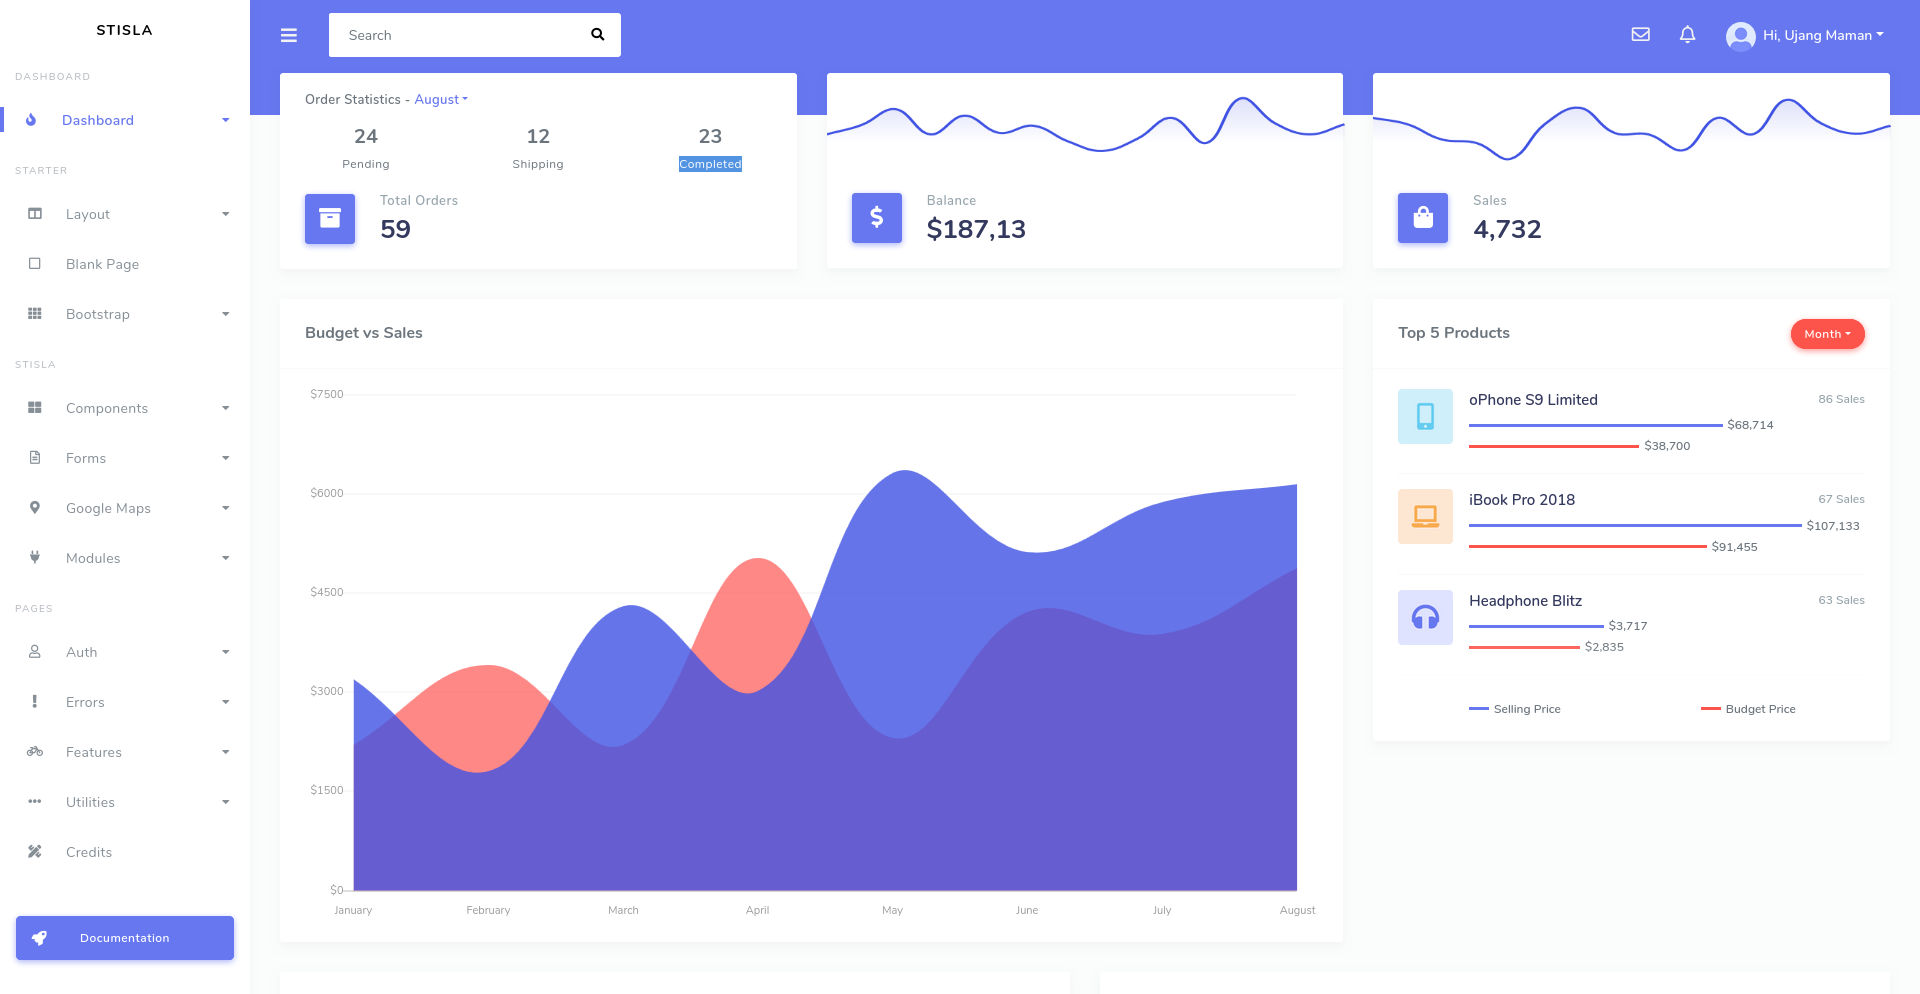 STISLA
DASHBOARD
Dashboard
STARTER
Layout
Blank Page
Bootstrap
STISLA
Components
Forms
Google Maps
Modules
PAGES
Auth
Errors
Features
Utilities
Credits
Documentation
Search
Hi, Ujang Maman
Order Statistics - August
24 12 23
Pending Shipping Completed
Total Orders
59
Balance
$187,13
Sales
4,732
Budget vs Sales
$7500
$6000
$4500
$3000
$1500
$0
January February March April May June July August
Top 5 Products
Month
oPhone S9 Limited 86 Sales
$68,714
$38,700
iBook Pro 2018 67 Sales
$107,133
$91,455
Headphone Blitz 63 Sales
$3,717
$2,835
Selling Price Budget Price